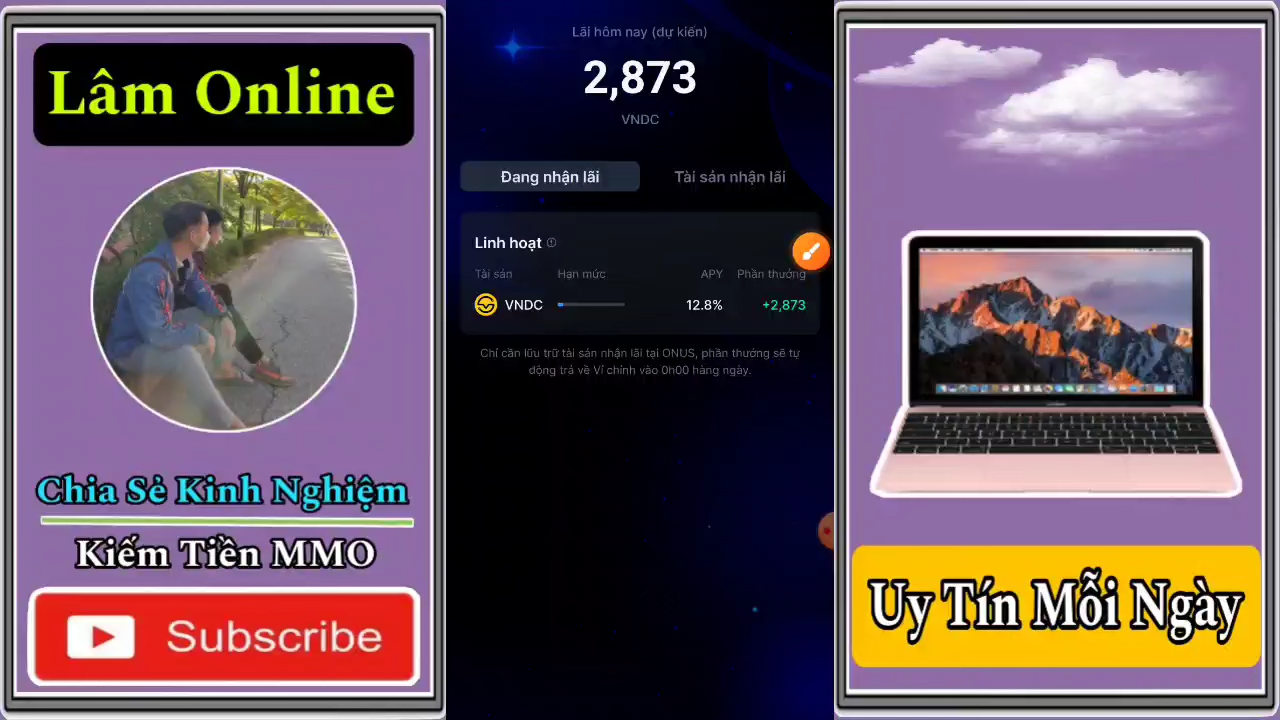 Lâm Online
Chia Sẻ Kinh Nghiệm
Kiếm Tiền MMO
Subscribe
Lãi hôm nay (dự kiến)
2,873
VNDC
Đang nhận lãi
Tài sản nhận lãi
Linh hoạt
Tài sản Hạn mức APY Phần thưởng
VNDC 12.8% +2,873
Chỉ cần lưu trữ tài sản nhận lãi tại ONUS, phần thưởng sẽ tự
động trả về Ví chính vào 0h00 hàng ngày.
Uy Tín Mỗi Ngày